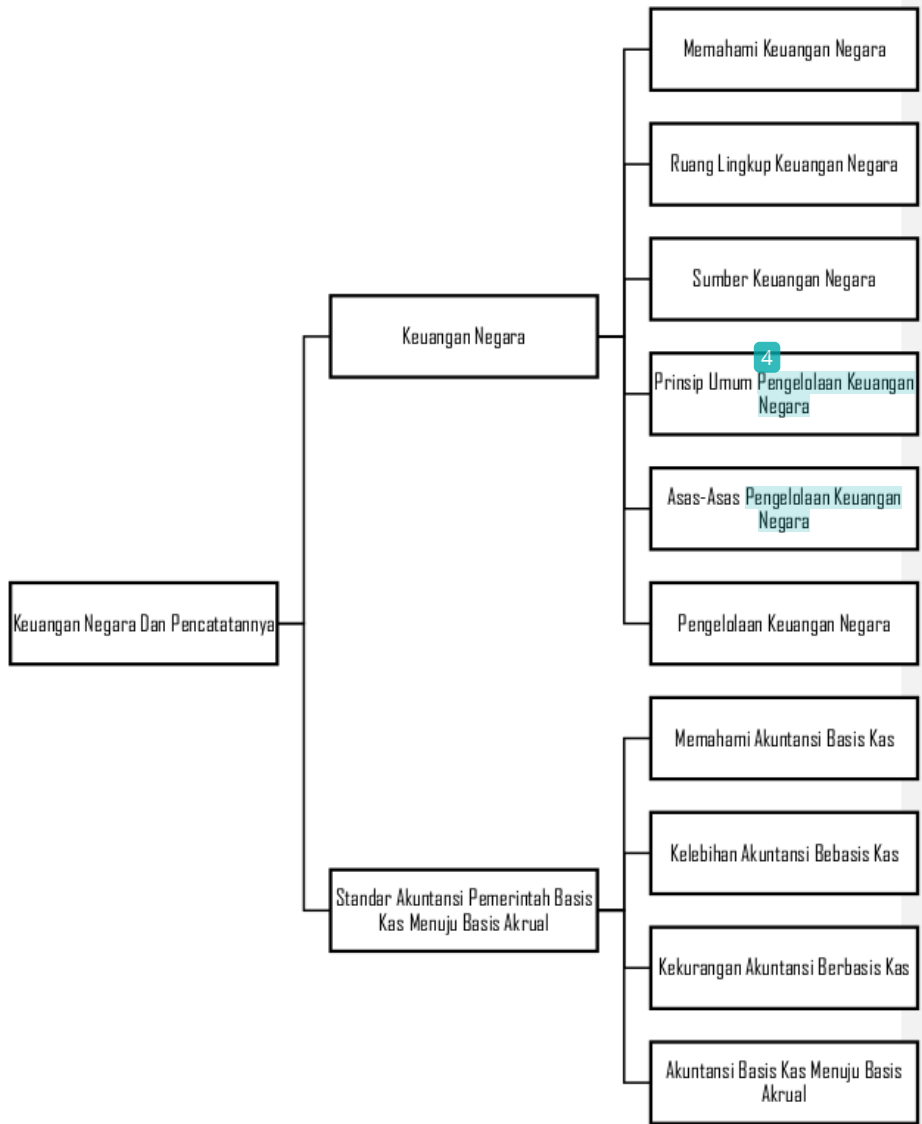 Memahami Keuangan Negara
Ruang Lingkup Keuangan Negara
Sumber Keuangan Negara
Keuangan Negara
4
Prinsip Umum Pengelolaan Keuangan
Negara
Asas-Asas Pengelolaan Keuangan
Negara
Keuangan Negara Dan Pencatatannya
Pengelolaan Keuangan Negara
Memahami Akuntansi Basis Kas
Kelebihan Akuntansi Bebasis Kas
Standar Akuntansi Pemerintah Basis
Kas Menuju Basis Akrual
Kekurangan Akuntansi Berbasis Kas
Akuntansi Basis Kas Menuju Basis
Akrual